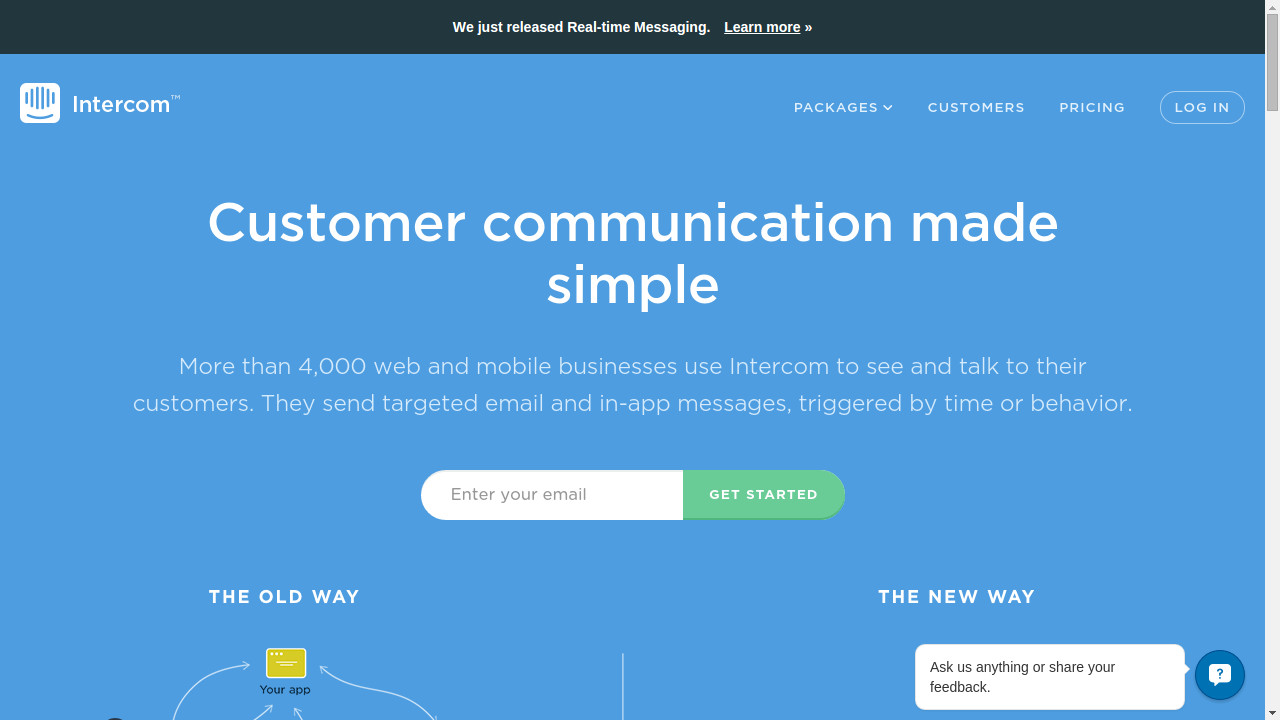 We just released Real-time Messaging. Learn more »
Intercom™
PACKAGES
CUSTOMERS
PRICING
LOG IN
Customer communication made
simple
More than 4,000 web and mobile businesses use Intercom to see and talk to their
customers. They send targeted email and in-app messages, triggered by time or behavior.
Enter your email
GET STARTED
THE OLD WAY
THE NEW WAY
Your app
Ask us anything or share your
feedback.
?